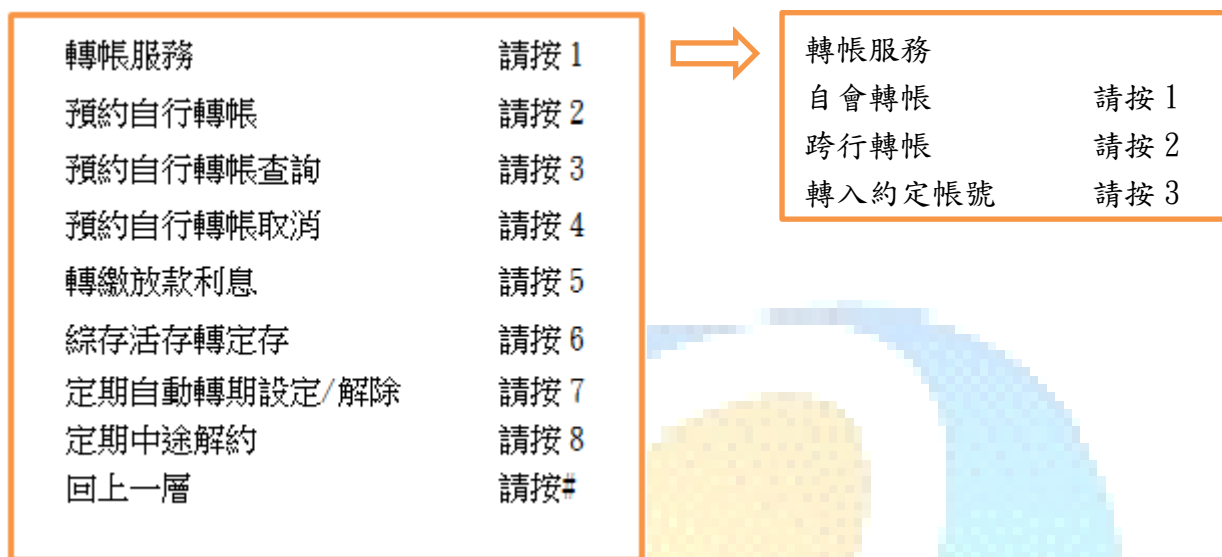 轉帳服務 請按 1
預約自行轉帳 請按 2
預約自行轉帳查詢 請按 3
預約自行轉帳取消 請按 4
轉繳放款利息 請按 5
綜存活存轉定存 請按 6
定期自動轉期設定/解除 請按 7
定期中途解約 請按 8
回上一層 請按#
轉帳服務
自會轉帳 請按 1
跨行轉帳 請按 2
轉入約定帳號 請按 3